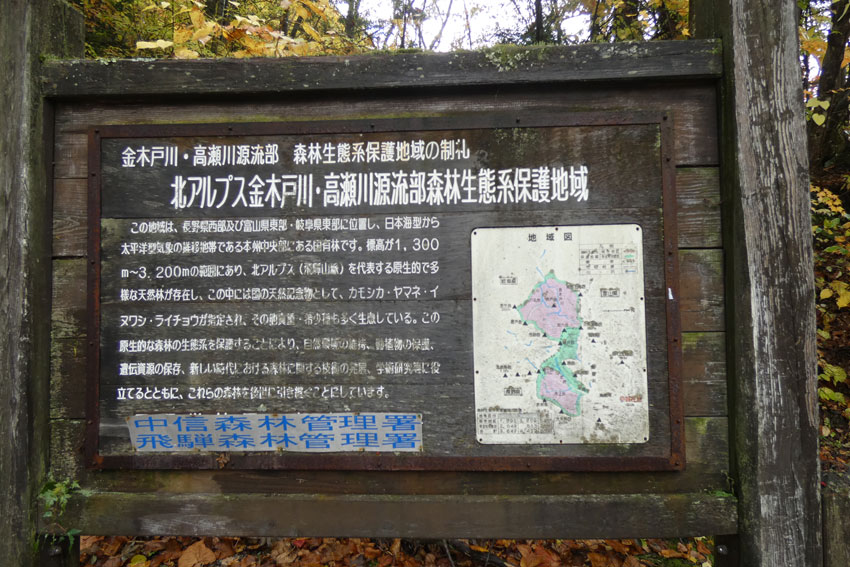 金木戸川・高瀬川源流部 森林生態系保護地域の制札
北アルプス金木戸川・高瀬川源流部森林生態系保護地域
この地域は、長野県西部及び富山県東部・岐阜県東部に位置し、日本海型から
太平洋型気象の推移地帯である本州中央部にある国有林です。標高が1,300
m~3,200mの範囲にあり、北アルプス(飛騨山脈)を代表する原生的で多
様な天然林が存在し、この中には国の天然記念物として、カモシカ・ヤマネ・イ
ヌワシ・ライチョウが指定され、その他貴重・希少種も多く生息している。この
原生的な森林の生態系を保護することにより、自然環境の維持、動植物の保護、
遺伝資源の保存、新しい時代における森林に関する技術の発展、学術研究等に役
立てるとともに、これらの森林を後世に引き継ぐことにしています。
中信森林管理署
飛騨森林管理署
地域図